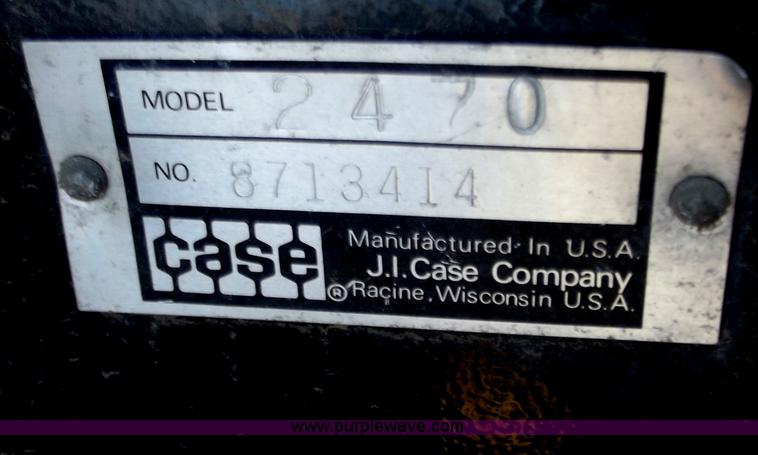 MODEL 2470
NO. 8713414
case
Manufactured In U.S.A.
J.I.Case Company
® Racine, Wisconsin U.S.A.
www.purplewave.com